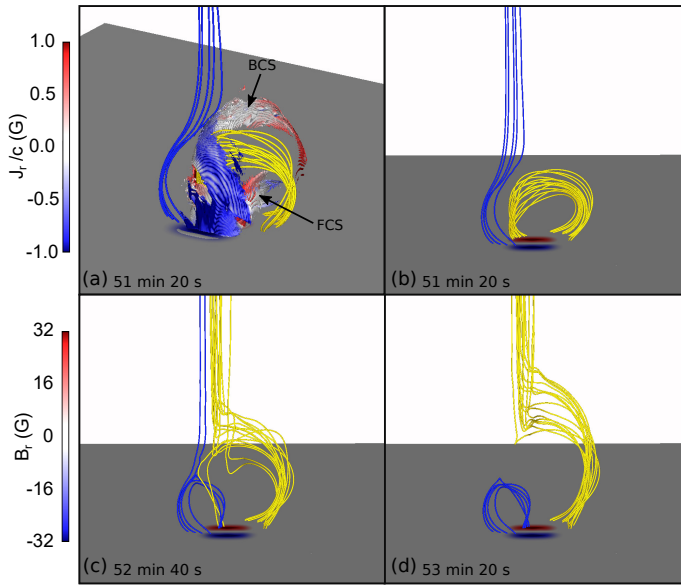 1.0
0.5
0.0
-0.5
-1.0
J_r /c (G)
BCS
FCS
(a) 51 min 20 s
(b) 51 min 20 s
32
16
0
-16
-32
B_r (G)
(c) 52 min 40 s
(d) 53 min 20 s